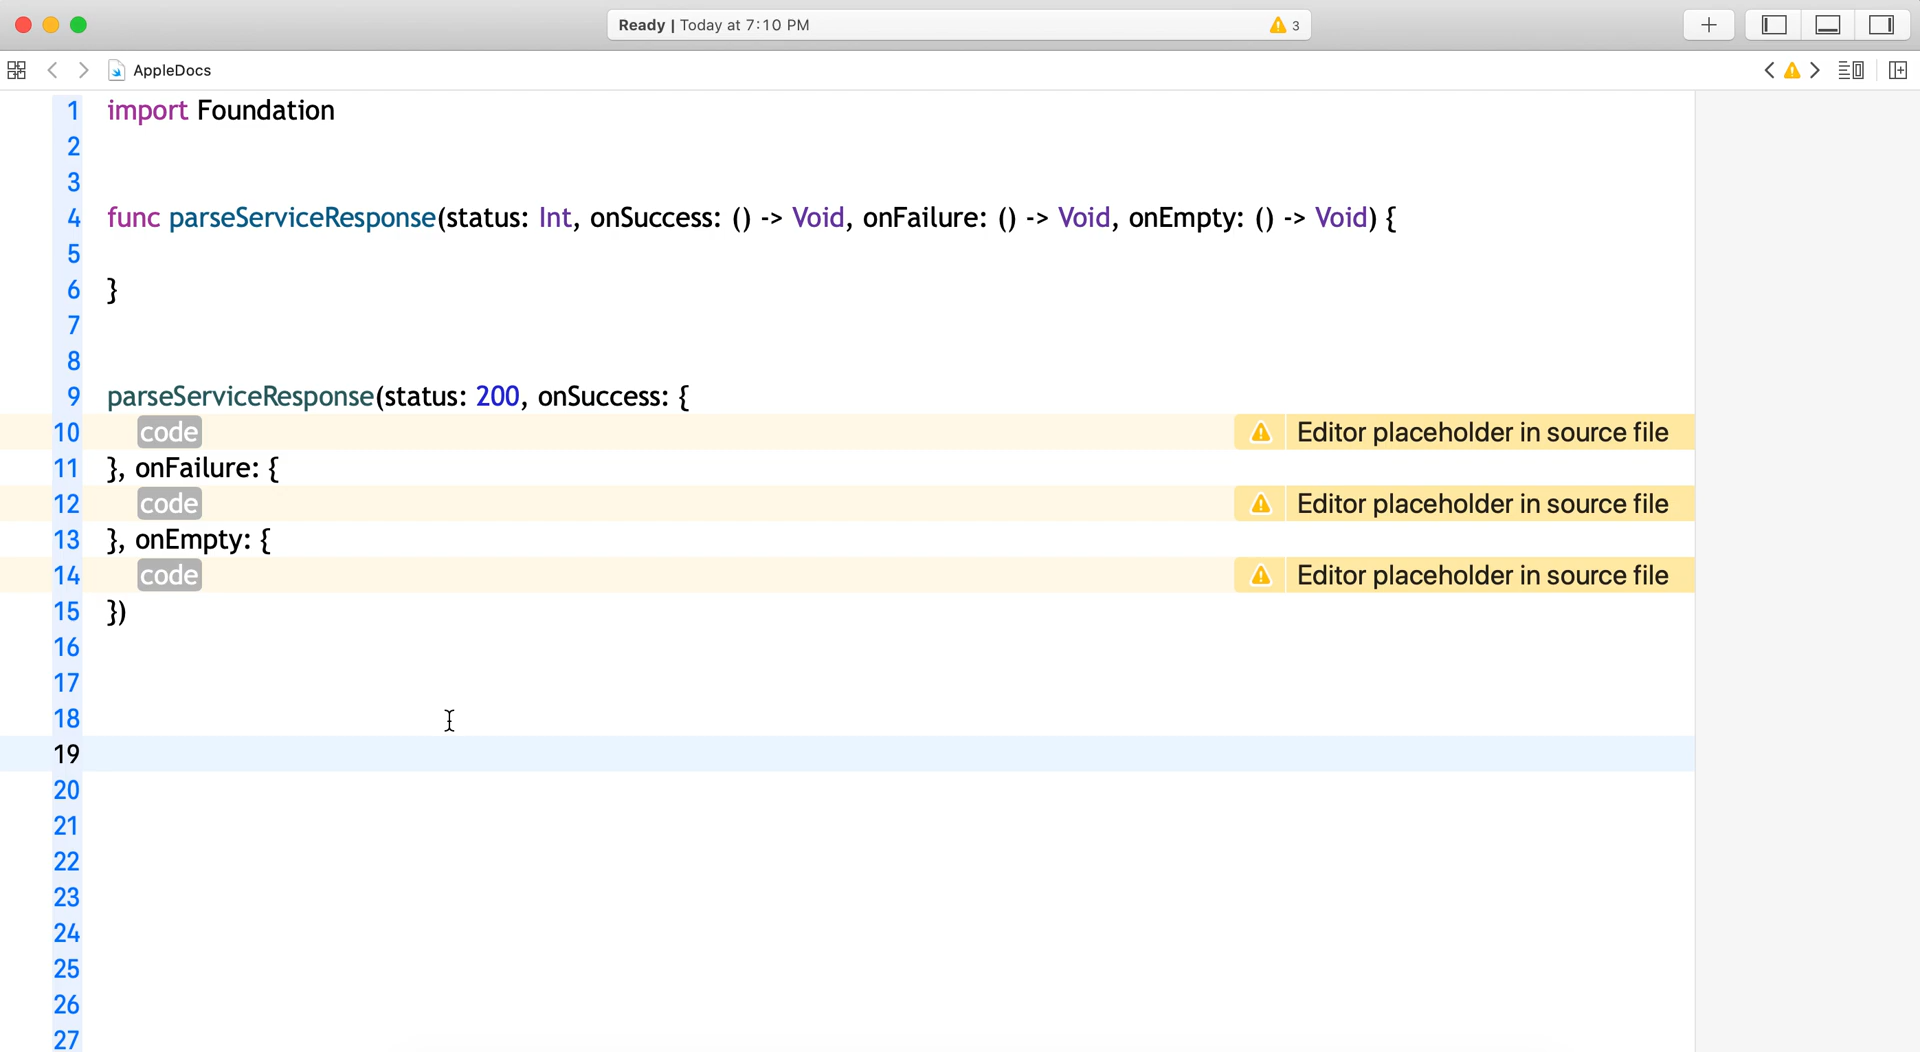 Ready | Today at 7:10 PM 3
AppleDocs
1 import Foundation
2
3
4 func parseServiceResponse(status: Int, onSuccess: () -> Void, onFailure: () -> Void, onEmpty: () -> Void) {
5
6 }
7
8
9 parseServiceResponse(status: 200, onSuccess: {
10 code Editor placeholder in source file
11 }, onFailure: {
12 code Editor placeholder in source file
13 }, onEmpty: {
14 code Editor placeholder in source file
15 })
16
17
18
19
20
21
22
23
24
25
26
27